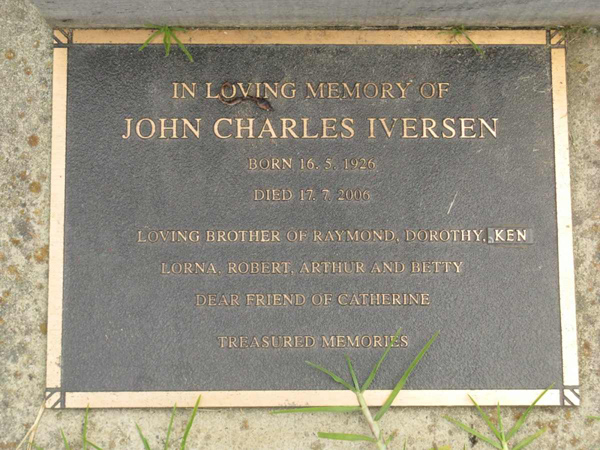 IN LOVING MEMORY OF
JOHN CHARLES IVERSEN
BORN 16. 5. 1926
DIED 17. 7. 2006
LOVING BROTHER OF RAYMOND, DOROTHY, KEN
LORNA, ROBERT, ARTHUR AND BETTY
DEAR FRIEND OF CATHERINE
TREASURED MEMORIES